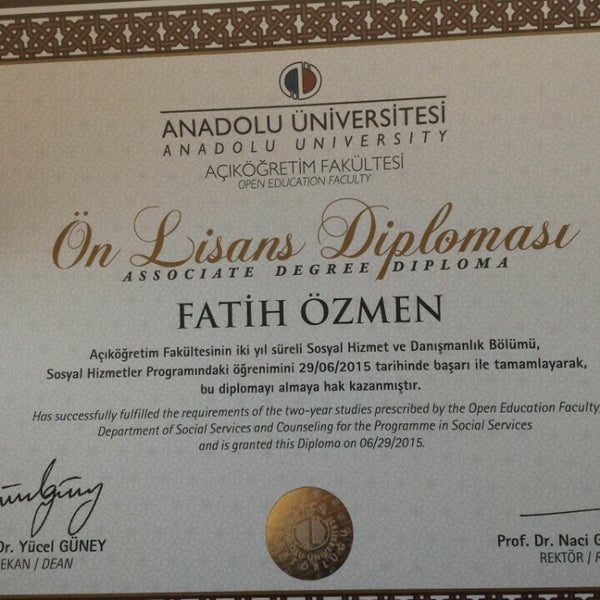 ANADOLU ÜNİVERSİTESİ
ANADOLU UNIVERSITY
AÇIKÖĞRETİM FAKÜLTESİ
OPEN EDUCATION FACULTY
Ön Lisans Diploması
ASSOCIATE DEGREE DIPLOMA
FATİH ÖZMEN
Açıköğretim Fakültesinin iki yıl süreli Sosyal Hizmet ve Danışmanlık Bölümü,
Sosyal Hizmetler Programındaki öğrenimini 29/06/2015 tarihinde başarı ile tamamlayarak,
bu diplomayı almaya hak kazanmıştır.
Has successfully fulfilled the requirements of the two-year studies prescribed by the Open Education Faculty,
Department of Social Services and Counseling for the Programme in Social Services
and is granted this Diploma on 06/29/2015.
Dr. Yücel GÜNEY
EKAN / DEAN
Prof. Dr. Naci G
REKTÖR /